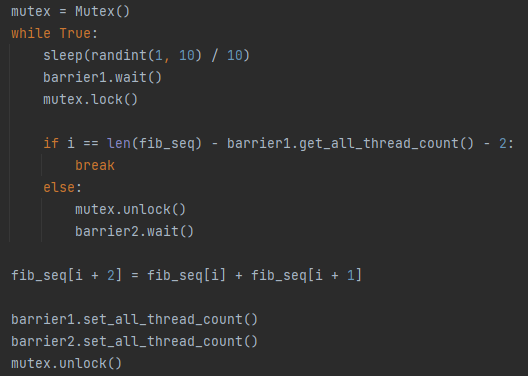 mutex = Mutex()
while True:
    sleep(randint(1, 10) / 10)
    barrier1.wait()
    mutex.lock()

    if i == len(fib_seq) - barrier1.get_all_thread_count() - 2:
        break
    else:
        mutex.unlock()
        barrier2.wait()

fib_seq[i + 2] = fib_seq[i] + fib_seq[i + 1]

barrier1.set_all_thread_count()
barrier2.set_all_thread_count()
mutex.unlock()